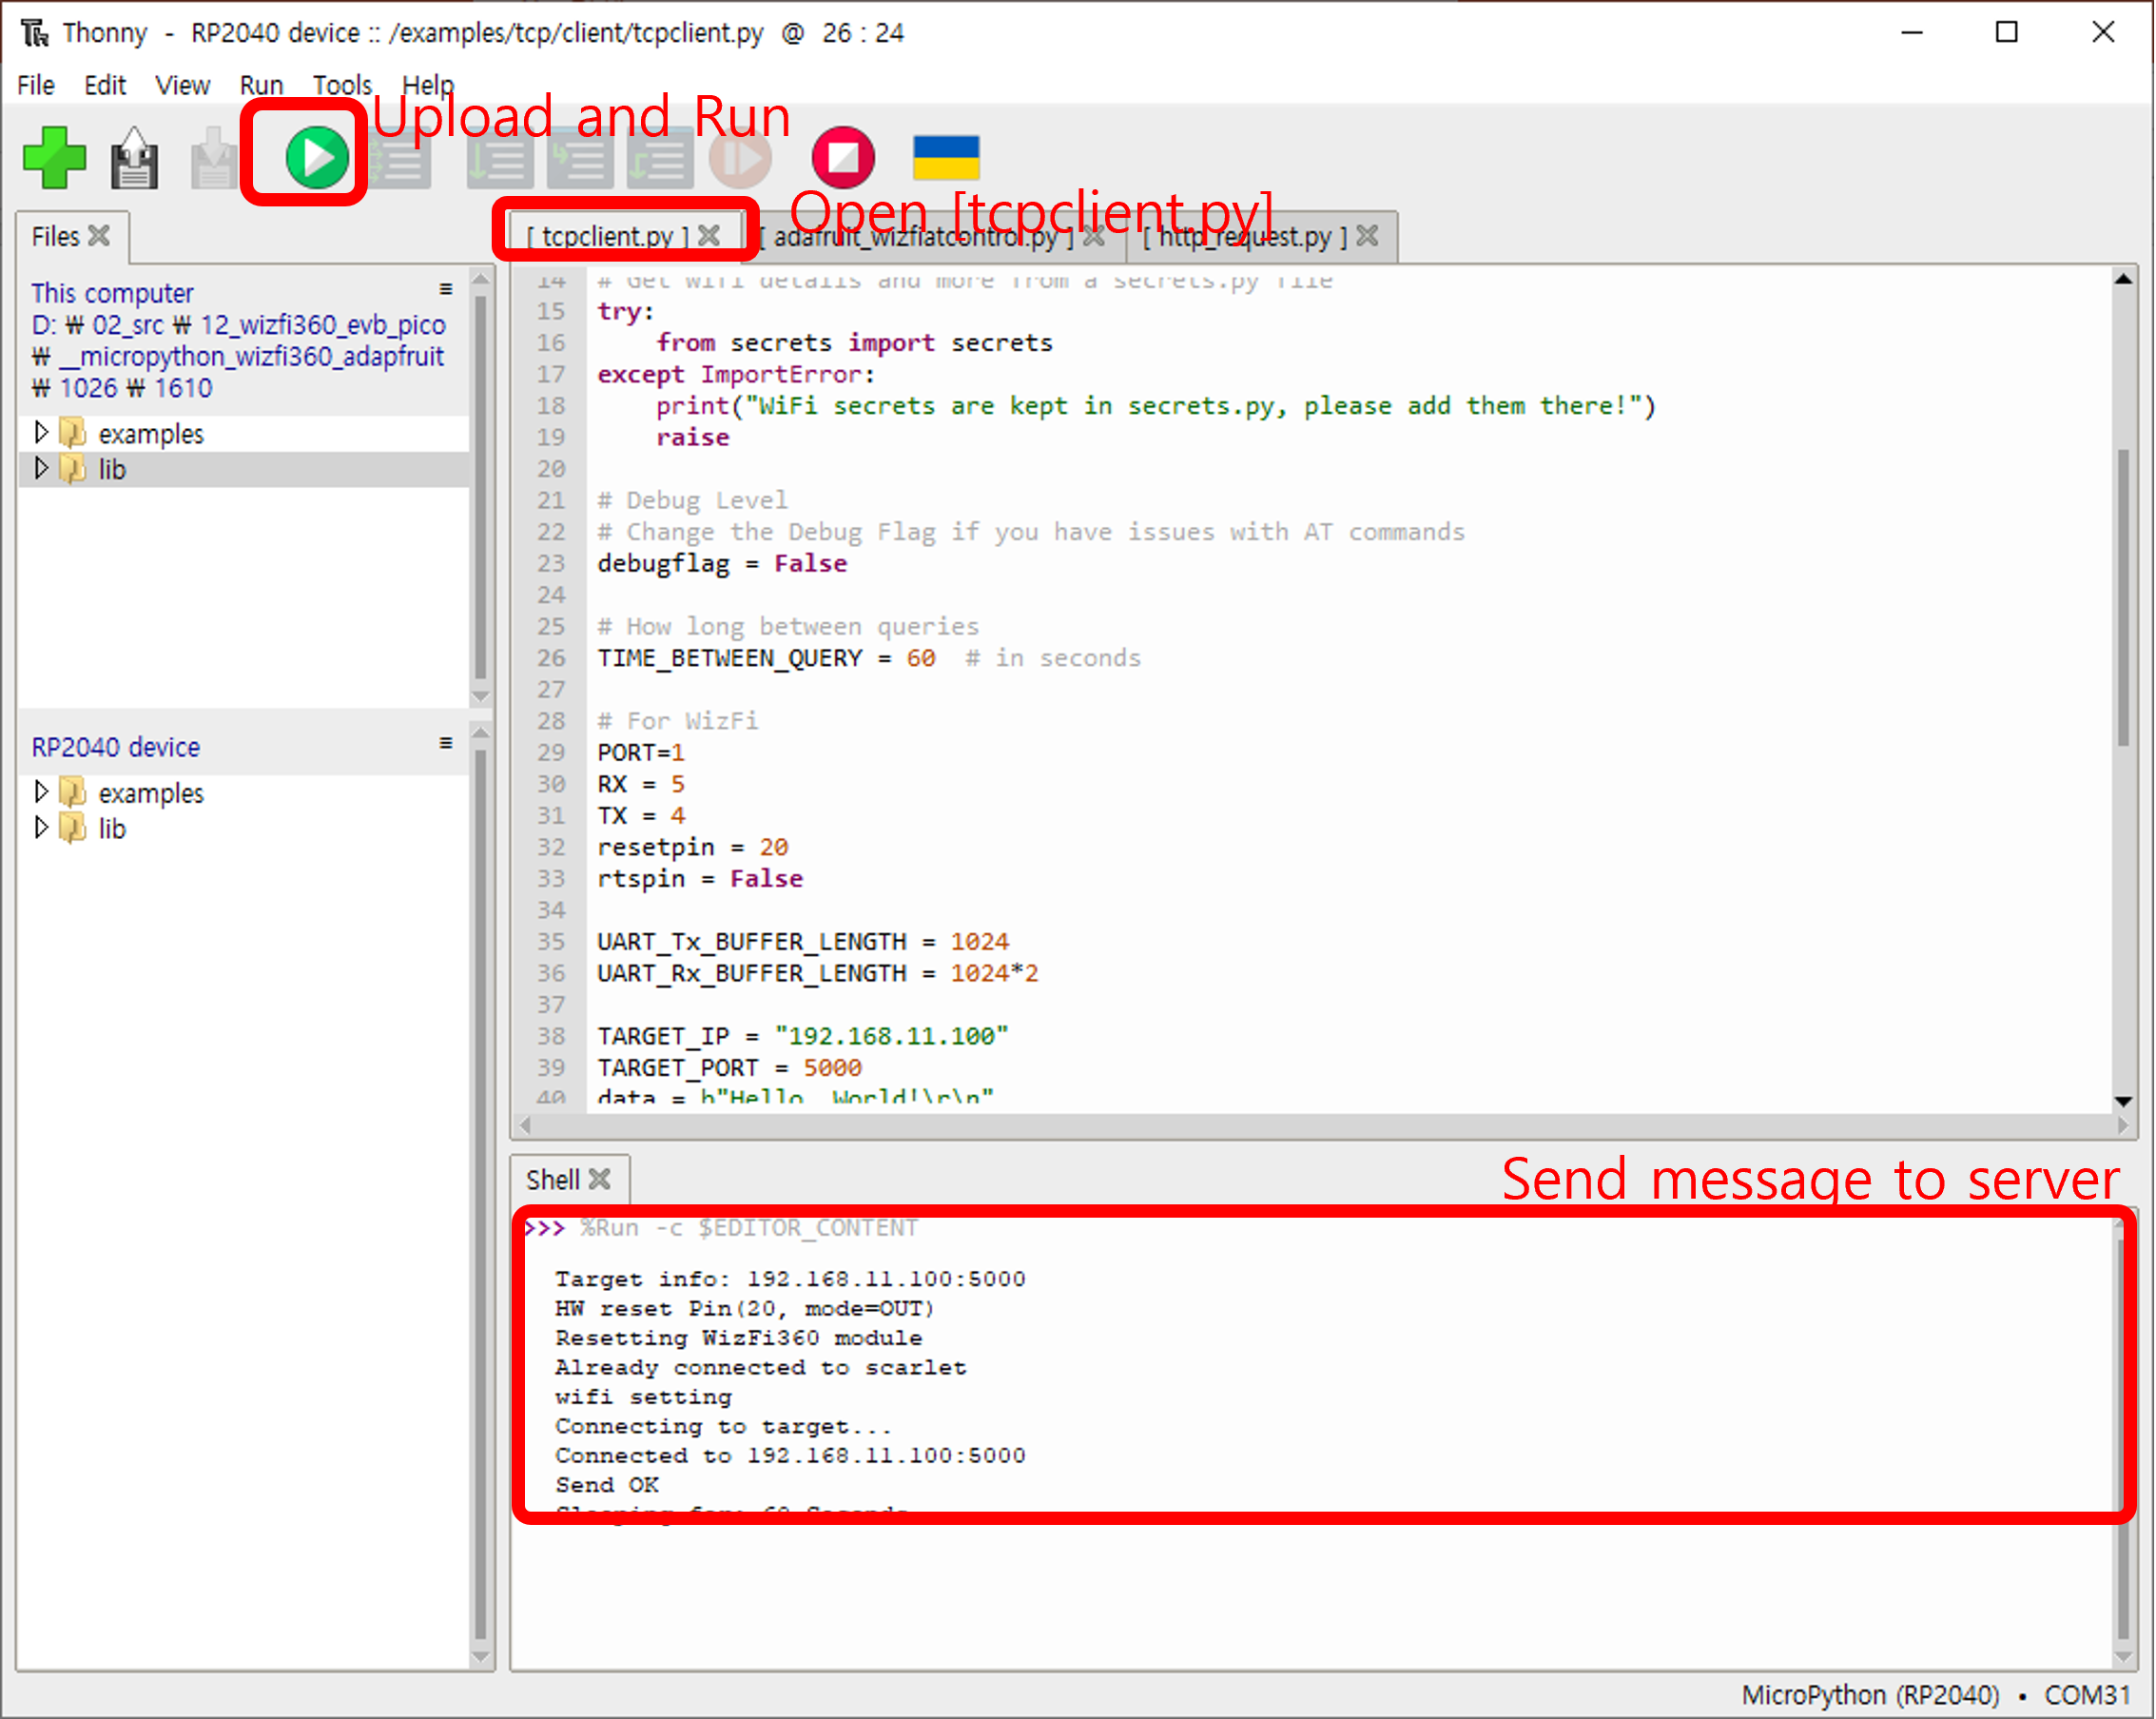 Thonny - RP2040 device :: /examples/tcp/client/tcpclient.py @ 26 : 24
File Edit View Run Tools Help
Upload and Run
Open [tcpclient.py]
Files
[ tcpclient.py ] [ adafruit_wizfiatcontrol.py ] [ http_request.py ]
This computer
D: ₩ 02_src ₩ 12_wizfi360_evb_pico
₩ __micropython_wizfi360_adapfruit
₩ 1026 ₩ 1610
examples
lib
RP2040 device
examples
lib
14 # Get wifi details and more from a secrets.py file
15 try:
16     from secrets import secrets
17 except ImportError:
18     print("WiFi secrets are kept in secrets.py, please add them there!")
19     raise
20
21 # Debug Level
22 # Change the Debug Flag if you have issues with AT commands
23 debugflag = False
24
25 # How long between queries
26 TIME_BETWEEN_QUERY = 60  # in seconds
27
28 # For WizFi
29 PORT=1
30 RX = 5
31 TX = 4
32 resetpin = 20
33 rtspin = False
34
35 UART_Tx_BUFFER_LENGTH = 1024
36 UART_Rx_BUFFER_LENGTH = 1024*2
37
38 TARGET_IP = "192.168.11.100"
39 TARGET_PORT = 5000
40 data = b"Hello, World!\r\n"
Shell
Send message to server
>>> %Run -c $EDITOR_CONTENT
Target info: 192.168.11.100:5000
HW reset Pin(20, mode=OUT)
Resetting WizFi360 module
Already connected to scarlet
wifi setting
Connecting to target...
Connected to 192.168.11.100:5000
Send OK
Sleeping for: 60 Seconds
MicroPython (RP2040) • COM31